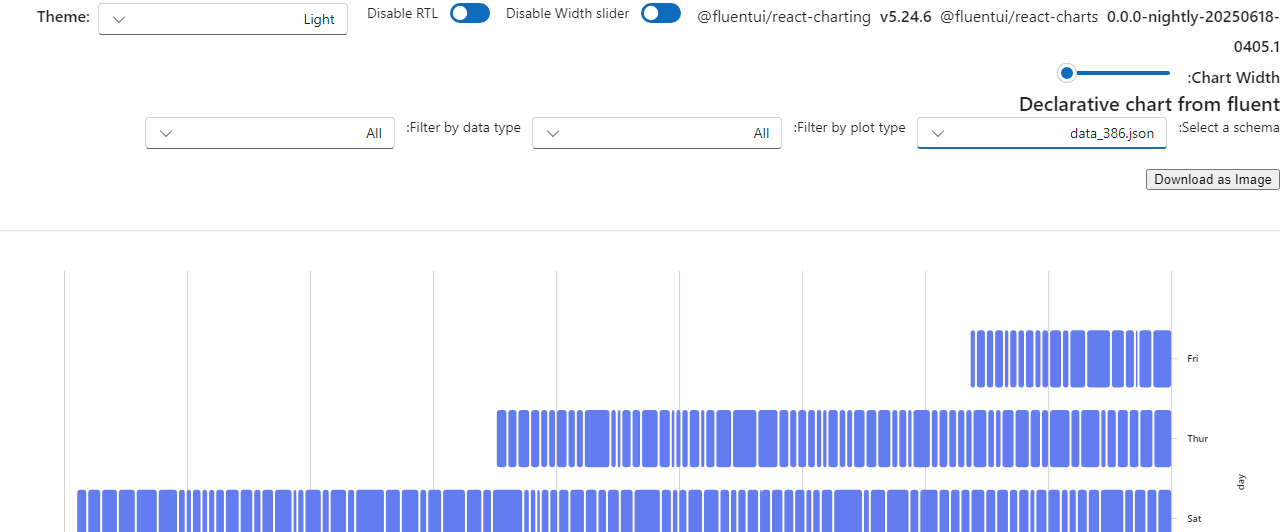 Theme: Light Disable RTL Disable Width slider @fluentui/react-charting v5.24.6 @fluentui/react-charts 0.0.0-nightly-20250618-
0405.1
:Chart Width
Declarative chart from fluent
:Select a schema data_386.json :Filter by plot type All :Filter by data type All
Download as Image
Fri
Thur
day
Sat